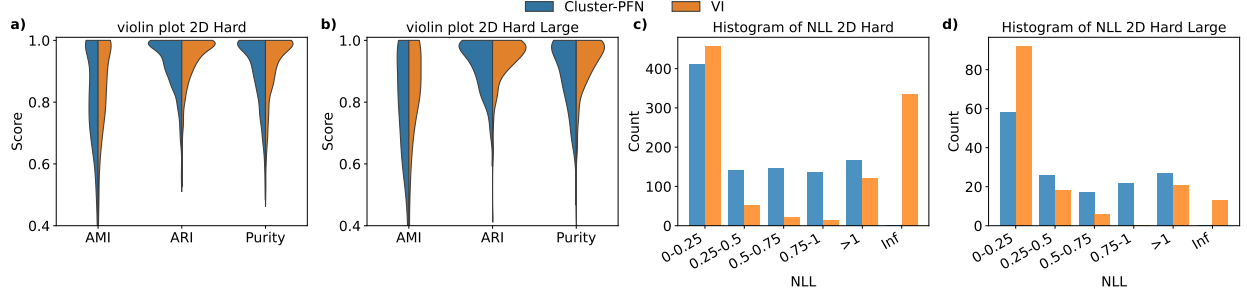 Cluster-PFN VI
a) violin plot 2D Hard
Score
1.0
0.8
0.6
0.4
AMI ARI Purity
b) violin plot 2D Hard Large
Score
1.0
0.8
0.6
0.4
AMI ARI Purity
c) Histogram of NLL 2D Hard
Count
400
300
200
100
0
0-0.25 0.25-0.5 0.5-0.75 0.75-1 >1 Inf
NLL
d) Histogram of NLL 2D Hard Large
Count
80
60
40
20
0
0-0.25 0.25-0.5 0.5-0.75 0.75-1 >1 Inf
NLL